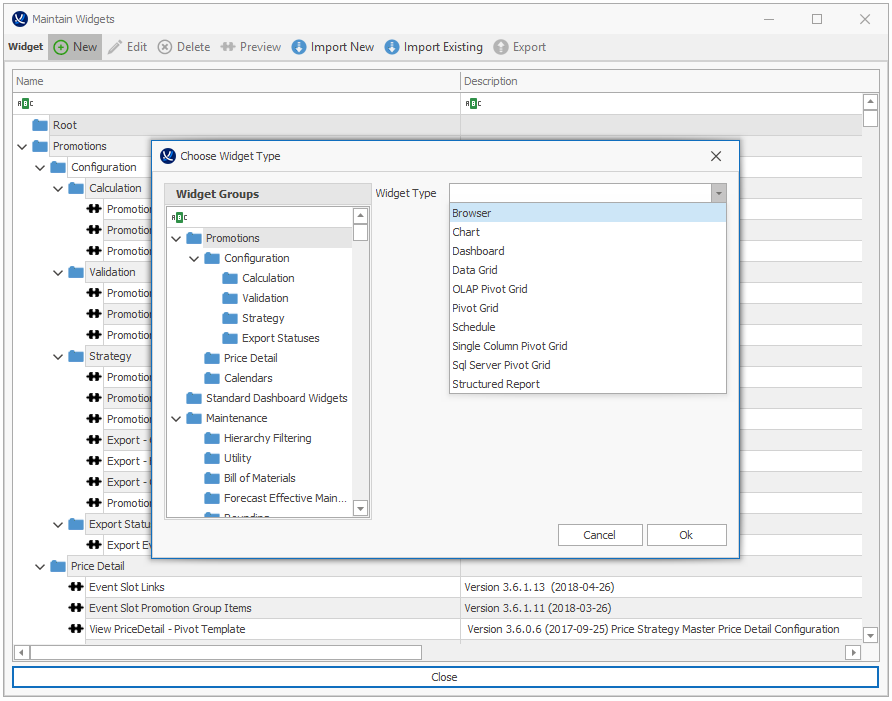 Maintain Widgets
Widget New Edit Delete Preview Import New Import Existing Export
Name Description
ABC ABC
Root
Promotions
Configuration
Calculation
Promotio
Promotio
Promotio
Validation
Promotio
Promotio
Promotio
Strategy
Promotio
Promotio
Promotio
Export -
Export -
Export -
Promotio
Export Statu
Export Ev
Price Detail
Event Slot Links Version 3.6.1.13 (2018-04-26)
Event Slot Promotion Group Items Version 3.6.1.11 (2018-03-26)
View PriceDetail - Pivot Template Version 3.6.0.6 (2017-09-25) Price Strategy Master Price Detail Configuration
Close
Choose Widget Type
Widget Groups
ABC
Promotions
Configuration
Calculation
Validation
Strategy
Export Statuses
Price Detail
Calendars
Standard Dashboard Widgets
Maintenance
Hierarchy Filtering
Utility
Bill of Materials
Forecast Effective Main...
Widget Type
Browser
Chart
Dashboard
Data Grid
OLAP Pivot Grid
Pivot Grid
Schedule
Single Column Pivot Grid
Sql Server Pivot Grid
Structured Report
Cancel Ok